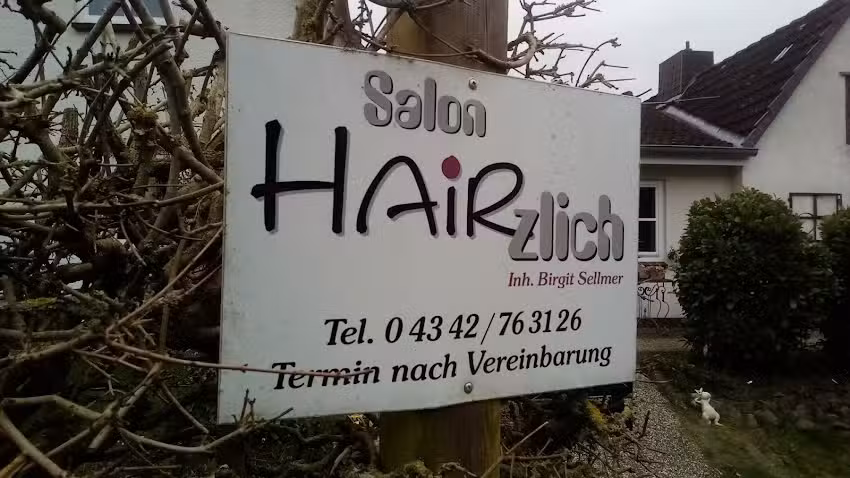 Salon
HAiRzlich
Inh. Birgit Sellmer
Tel. 0 43 42 / 76 31 26
Termin nach Vereinbarung